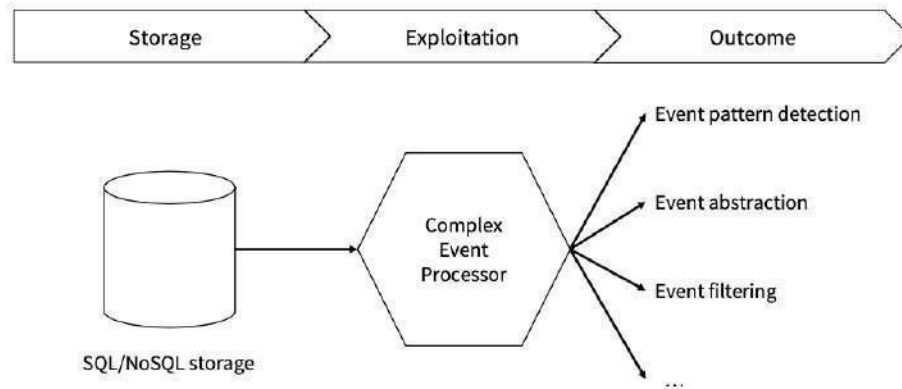 Storage
Exploitation
Outcome
Event pattern detection
Event abstraction
Complex
Event
Processor
Event filtering
SQL/NoSQL storage
...